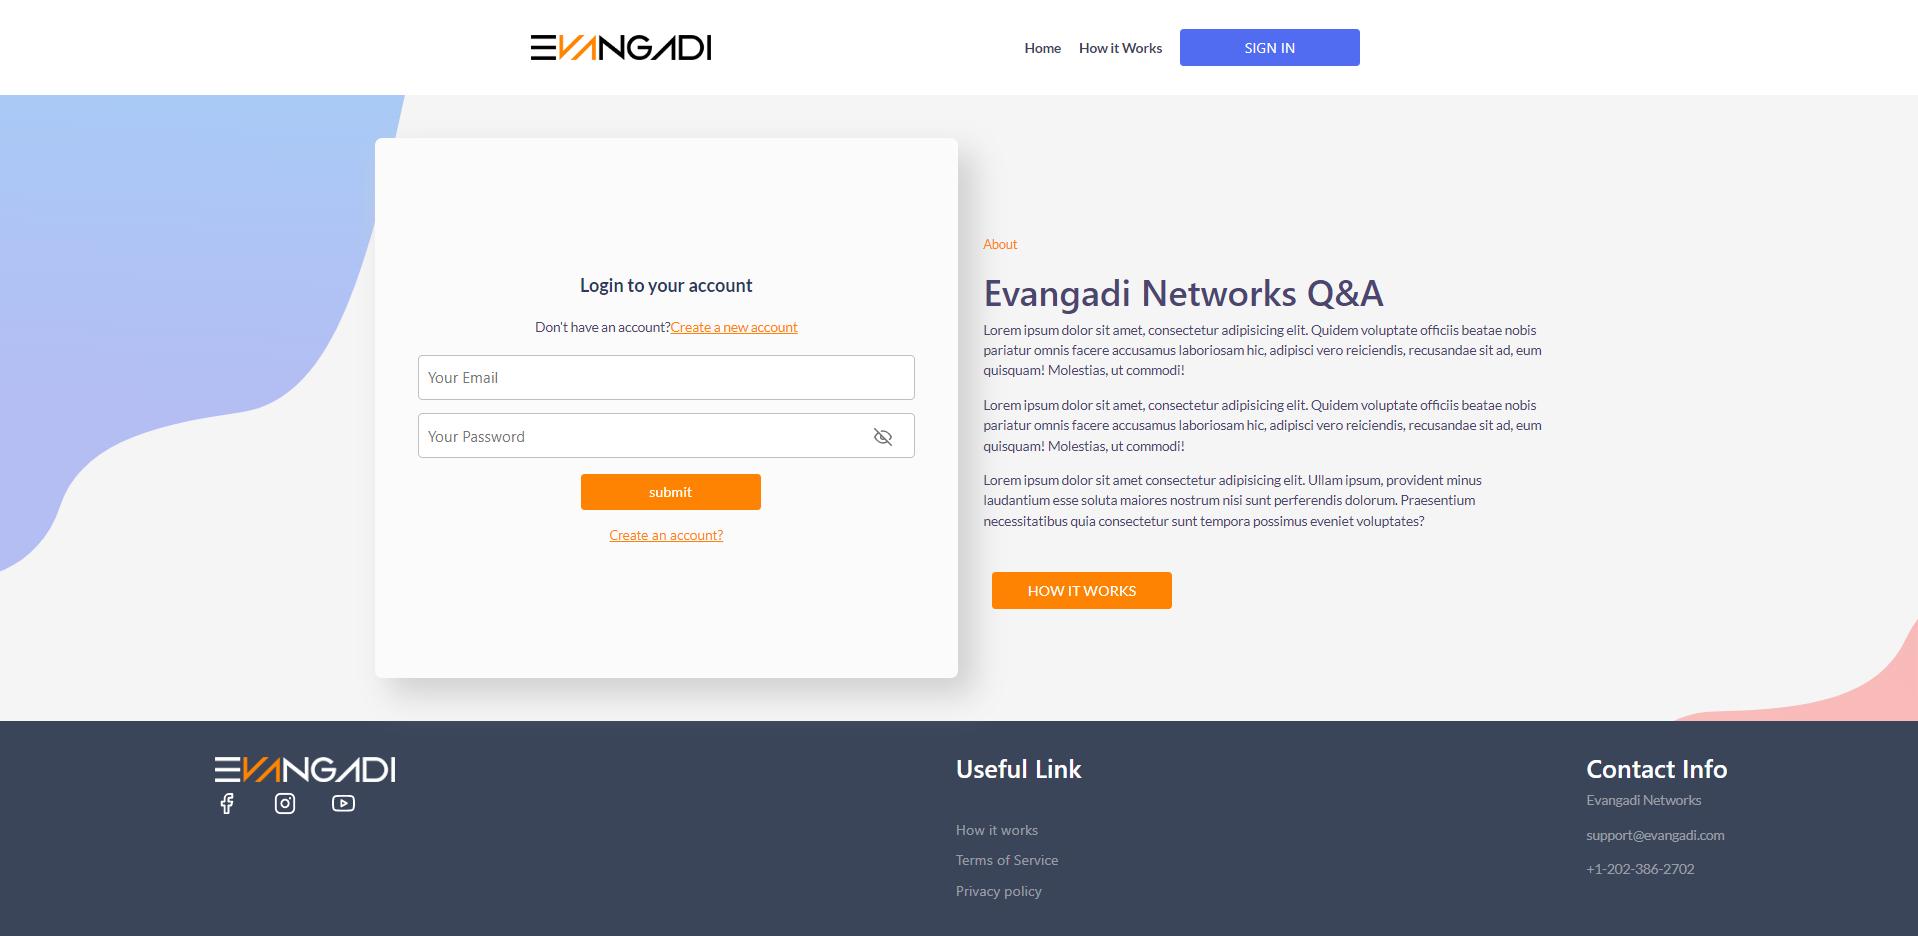 EVANGADI
Home
How it Works
SIGN IN
Login to your account
Don't have an account?Create a new account
Your Email
Your Password
submit
Create an account?
About
Evangadi Networks Q&A
Lorem ipsum dolor sit amet, consectetur adipisicing elit. Quidem voluptate officiis beatae nobis
pariatur omnis facere accusamus laboriosam hic, adipisci vero reiciendis, recusandae sit ad, eum
quisquam! Molestias, ut commodi!
Lorem ipsum dolor sit amet, consectetur adipisicing elit. Quidem voluptate officiis beatae nobis
pariatur omnis facere accusamus laboriosam hic, adipisci vero reiciendis, recusandae sit ad, eum
quisquam! Molestias, ut commodi!
Lorem ipsum dolor sit amet consectetur adipisicing elit. Ullam ipsum, provident minus
laudantium esse soluta maiores nostrum nisi sunt perferendis dolorum. Praesentium
necessitatibus quia consectetur sunt tempora possimus eveniet voluptates?
HOW IT WORKS
EVANGADI
Useful Link
How it works
Terms of Service
Privacy policy
Contact Info
Evangadi Networks
support@evangadi.com
+1-202-386-2702